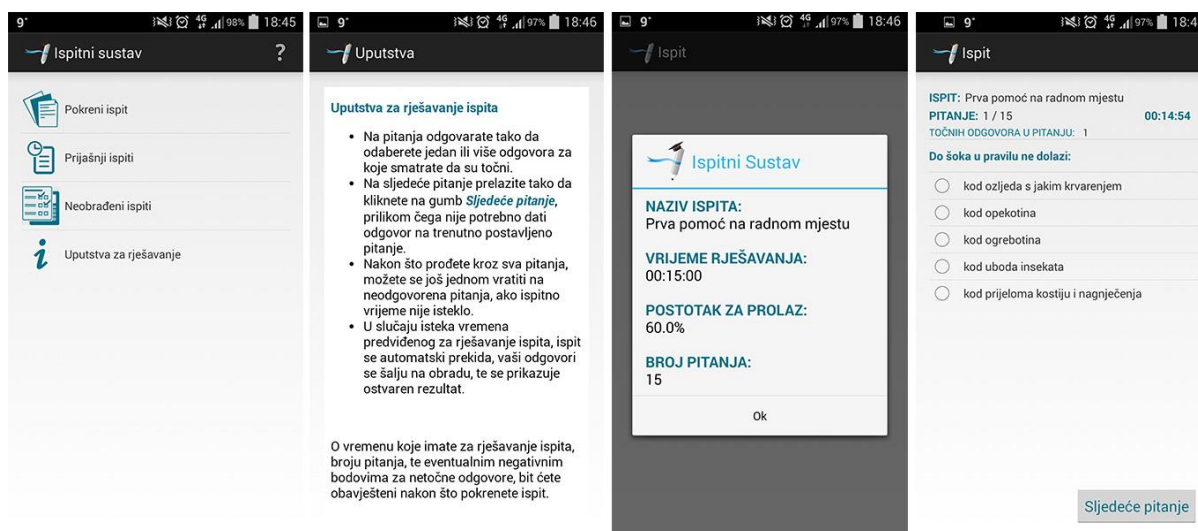 9°
4G
98%
18:45
Ispitni sustav
?
Pokreni ispit
Prijašnji ispiti
Neobrađeni ispiti
Uputstva za rješavanje
9°
4G
97%
18:46
Uputstva
Uputstva za rješavanje ispita
• Na pitanja odgovarate tako da
odaberete jedan ili više odgovora za
koje smatrate da su točni.
• Na sljedeće pitanje prelazite tako da
kliknete na gumb Sljedeće pitanje,
prilikom čega nije potrebno dati
odgovor na trenutno postavljeno
pitanje.
• Nakon što prođete kroz sva pitanja,
možete se još jednom vratiti na
neodgovorena pitanja, ako ispitno
vrijeme nije isteklo.
• U slučaju isteka vremena
predviđenog za rješavanje ispita, ispit
se automatski prekida, vaši odgovori
se šalju na obradu, te se prikazuje
ostvaren rezultat.
O vremenu koje imate za rješavanje ispita,
broju pitanja, te eventualnim negativnim
bodovima za netočne odgovore, bit ćete
obavješteni nakon što pokrenete ispit.
9°
4G
97%
18:46
Ispit
Ispitni Sustav
NAZIV ISPITA:
Prva pomoć na radnom mjestu
VRIJEME RJEŠAVANJA:
00:15:00
POSTOTAK ZA PROLAZ:
60.0%
BROJ PITANJA:
15
Ok
9°
4G
97%
18:4
Ispit
ISPIT: Prva pomoć na radnom mjestu
PITANJE: 1 / 15 00:14:54
TOČNIH ODGOVORA U PITANJU: 1
Do šoka u pravilu ne dolazi:
kod ozljeda s jakim krvarenjem
kod opekotina
kod ogrebotina
kod uboda insekata
kod prijeloma kostiju i nagnječenja
Sljedeće pitanje